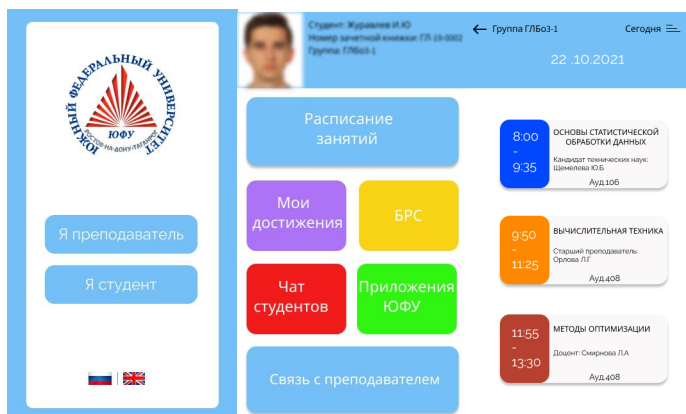 ЮЖНЫЙ ФЕДЕРАЛЬНЫЙ УНИВЕРСИТЕТ
ЮФУ
РОСТОВ-НА-ДОНУ-ТАГАНРОГ
Я преподаватель
Я студент
Студент: Журавлев И.Ю
Номер зачетной книжки: ГЛ-19-0002
Группа: ГЛБо3-1
Расписание
занятий
Мои
достижения
БРС
Чат
студентов
Приложения
ЮФУ
Связь с преподавателем
← Группа ГЛБо3-1
Сегодня
22 .10.2021
8:00
-
9:35
ОСНОВЫ СТАТИСТИЧЕСКОЙ
ОБРАБОТКИ ДАННЫХ
Кандидат технических наук:
Щемелева Ю.Б
Ауд.106
9:50
-
11:25
ВЫЧИСЛИТЕЛЬНАЯ ТЕХНИКА
Старший преподаватель:
Орлова Л.Г
Ауд.408
11:55
-
13:30
МЕТОДЫ ОПТИМИЗАЦИИ
Доцент: Смирнова Л.А
Ауд.408